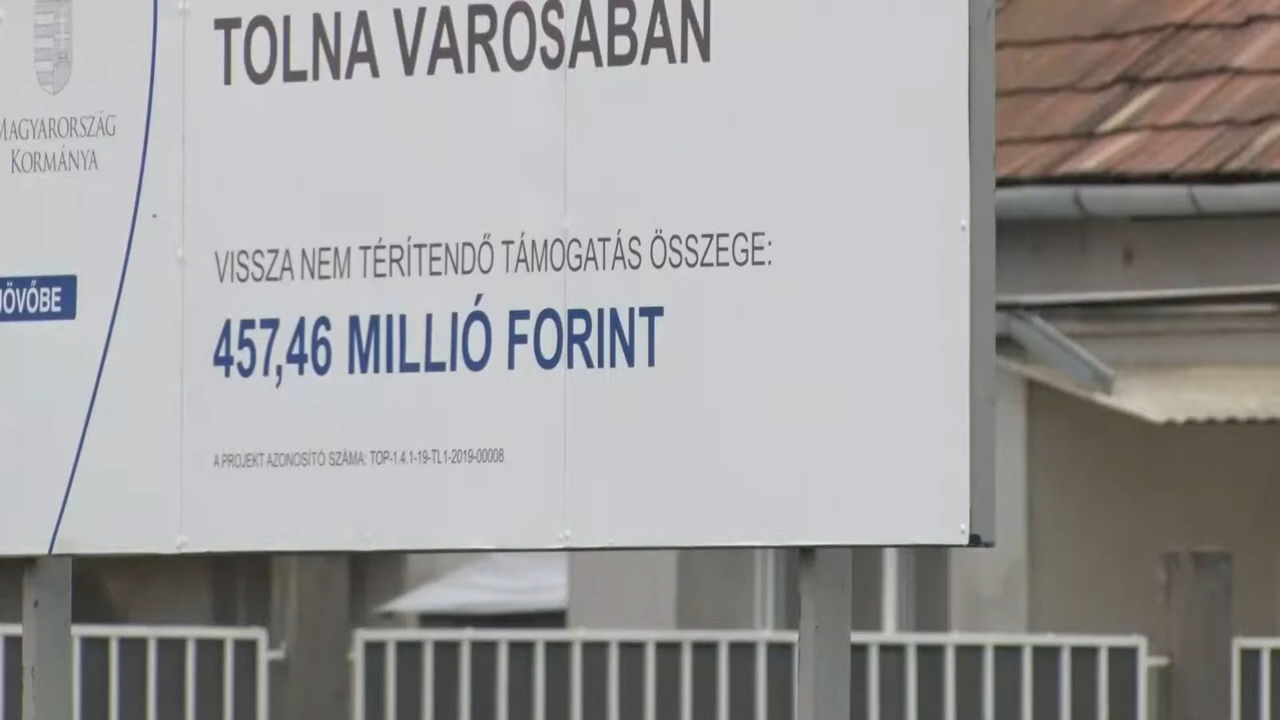 TOLNA VÁROSÁBAN
MAGYARORSZÁG
KORMÁNYA
VISSZA NEM TÉRÍTENDŐ TÁMOGATÁS ÖSSZEGE:
JÖVŐBE
457,46 MILLIÓ FORINT
A PROJEKT AZONOSÍTÓ SZÁMA: TOP-1.4.1-19-TL1-2019-00008